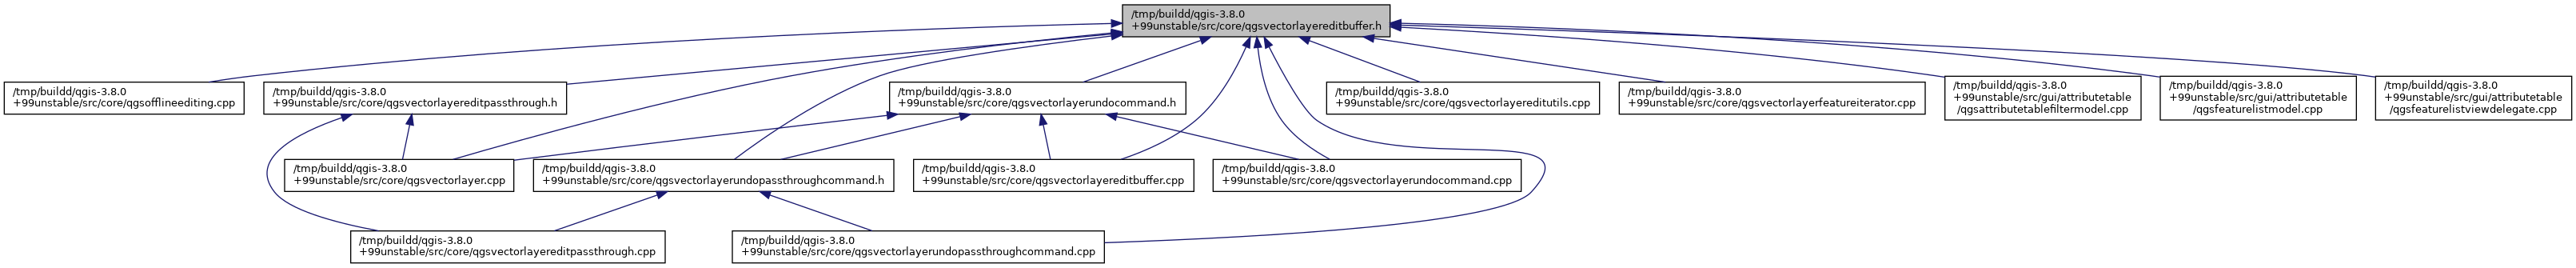 /tmp/buildd/qgis-3.8.0
+99unstable/src/core/qgsvectorlayereditbuffer.h
/tmp/buildd/qgis-3.8.0
+99unstable/src/core/qgsofflineediting.cpp
/tmp/buildd/qgis-3.8.0
+99unstable/src/core/qgsvectorlayereditpassthrough.h
/tmp/buildd/qgis-3.8.0
+99unstable/src/core/qgsvectorlayerundocommand.h
/tmp/buildd/qgis-3.8.0
+99unstable/src/core/qgsvectorlayereditutils.cpp
/tmp/buildd/qgis-3.8.0
+99unstable/src/core/qgsvectorlayerfeatureiterator.cpp
/tmp/buildd/qgis-3.8.0
+99unstable/src/gui/attributetable
/qgsattributetablefiltermodel.cpp
/tmp/buildd/qgis-3.8.0
+99unstable/src/gui/attributetable
/qgsfeaturelistmodel.cpp
/tmp/buildd/qgis-3.8.0
+99unstable/src/gui/attributetable
/qgsfeaturelistviewdelegate.cpp
/tmp/buildd/qgis-3.8.0
+99unstable/src/core/qgsvectorlayer.cpp
/tmp/buildd/qgis-3.8.0
+99unstable/src/core/qgsvectorlayerundopassthroughcommand.h
/tmp/buildd/qgis-3.8.0
+99unstable/src/core/qgsvectorlayereditbuffer.cpp
/tmp/buildd/qgis-3.8.0
+99unstable/src/core/qgsvectorlayerundocommand.cpp
/tmp/buildd/qgis-3.8.0
+99unstable/src/core/qgsvectorlayereditpassthrough.cpp
/tmp/buildd/qgis-3.8.0
+99unstable/src/core/qgsvectorlayerundopassthroughcommand.cpp